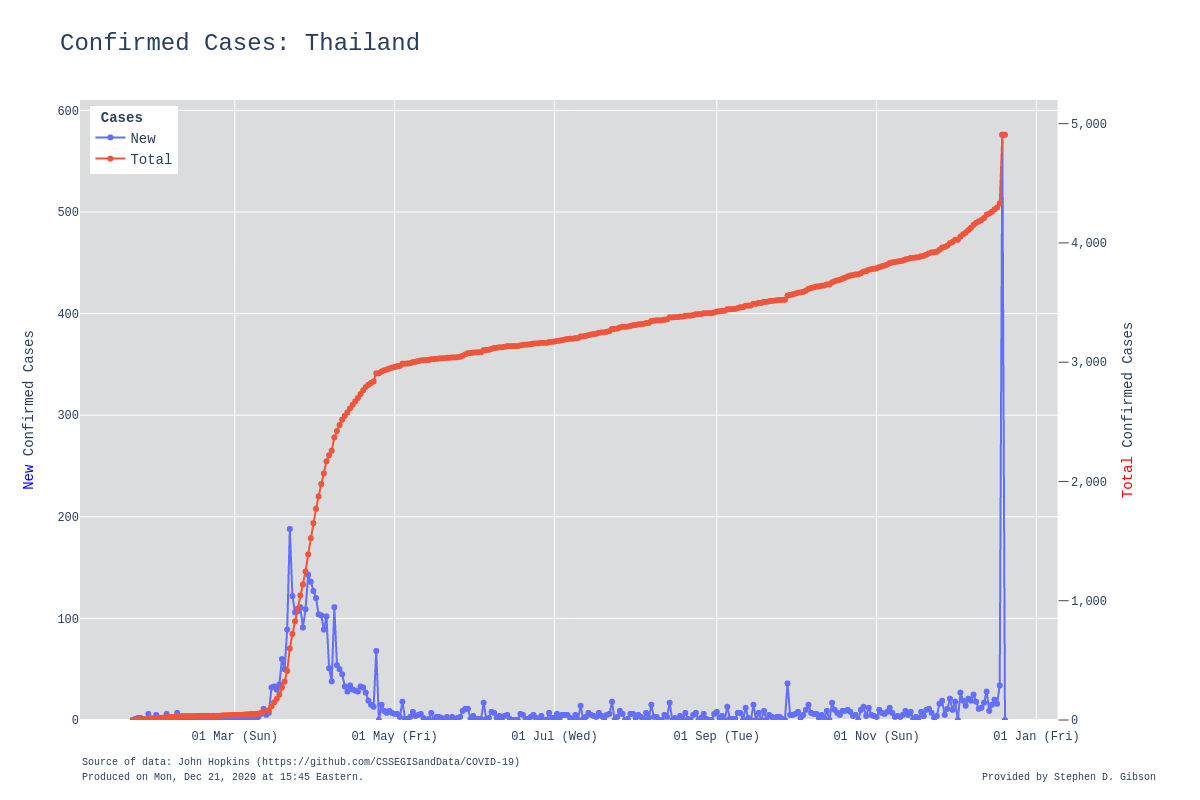 Confirmed Cases: Thailand
Cases
New
Total
600
500
400
300
200
100
0
5,000
4,000
3,000
2,000
1,000
0
New Confirmed Cases
Total Confirmed Cases
01 Mar (Sun)
01 May (Fri)
01 Jul (Wed)
01 Sep (Tue)
01 Nov (Sun)
01 Jan (Fri)
Source of data: John Hopkins (https://github.com/CSSEGISandData/COVID-19)
Produced on Mon, Dec 21, 2020 at 15:45 Eastern.
Provided by Stephen D. Gibson